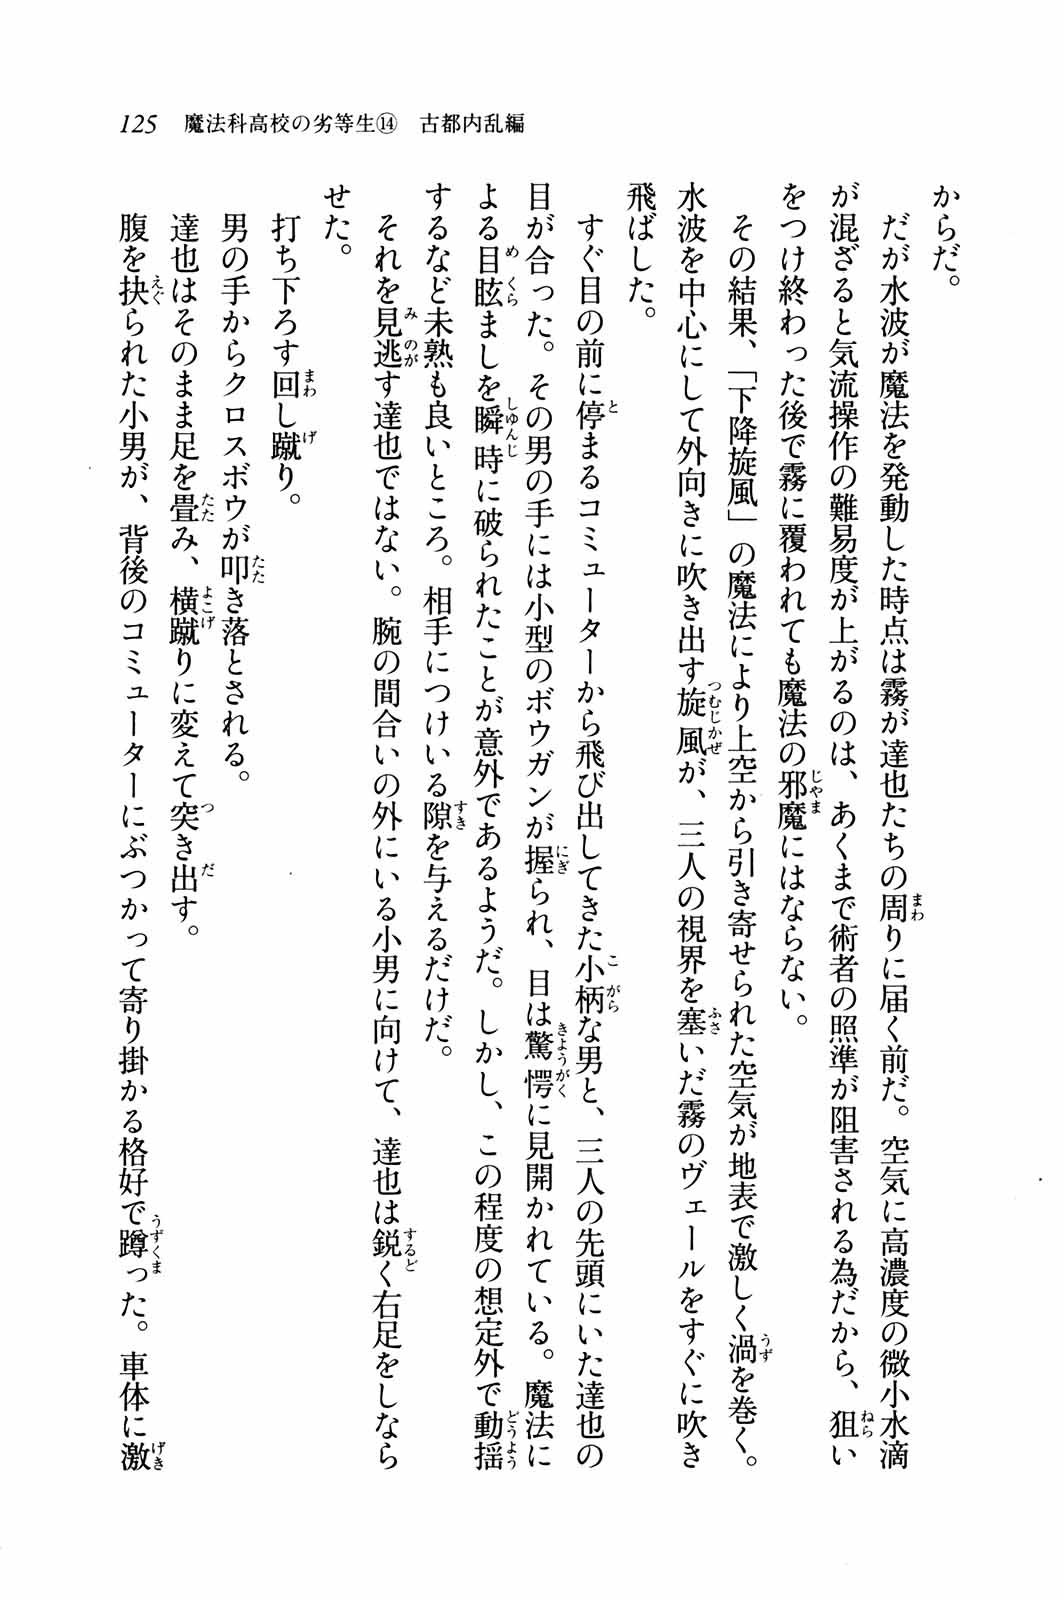 125 魔法科高校の劣等生⑭ 古都内乱編
からだ。
だが水波が魔法を発動した時点は霧が達也たちの周りに届く前だ。空気に高濃度の微小水滴
が混ざると気流操作の難易度が上がるのは、あくまで術者の照準が阻害される為だから、狙い
をつけ終わった後で霧に覆われても魔法の邪魔にはならない。
その結果、「下降旋風」の魔法により上空から引き寄せられた空気が地表で激しく渦を巻く。
水波を中心にして外向きに吹き出す旋風が、三人の視界を塞いだ霧のヴェールをすぐに吹き
飛ばした。
すぐ目の前に停まるコミューターから飛び出してきた小柄な男と、三人の先頭にいた達也の
目が合った。その男の手には小型のボウガンが握られ、目は驚愕に見開かれている。魔法に
よる目眩ましを瞬時に破られたことが意外であるようだ。しかし、この程度の想定外で動揺
するなど未熟も良いところ。相手につけいる隙を与えるだけだ。
それを見逃す達也ではない。腕の間合いの外にいる小男に向けて、達也は鋭く右足をしなら
せた。
打ち下ろす回し蹴り。
男の手からクロスボウが叩き落とされる。
達也はそのまま足を畳み、横蹴りに変えて突き出す。
腹を抉られた小男が、背後のコミューターにぶつかって寄り掛かる格好で蹲った。車体に激